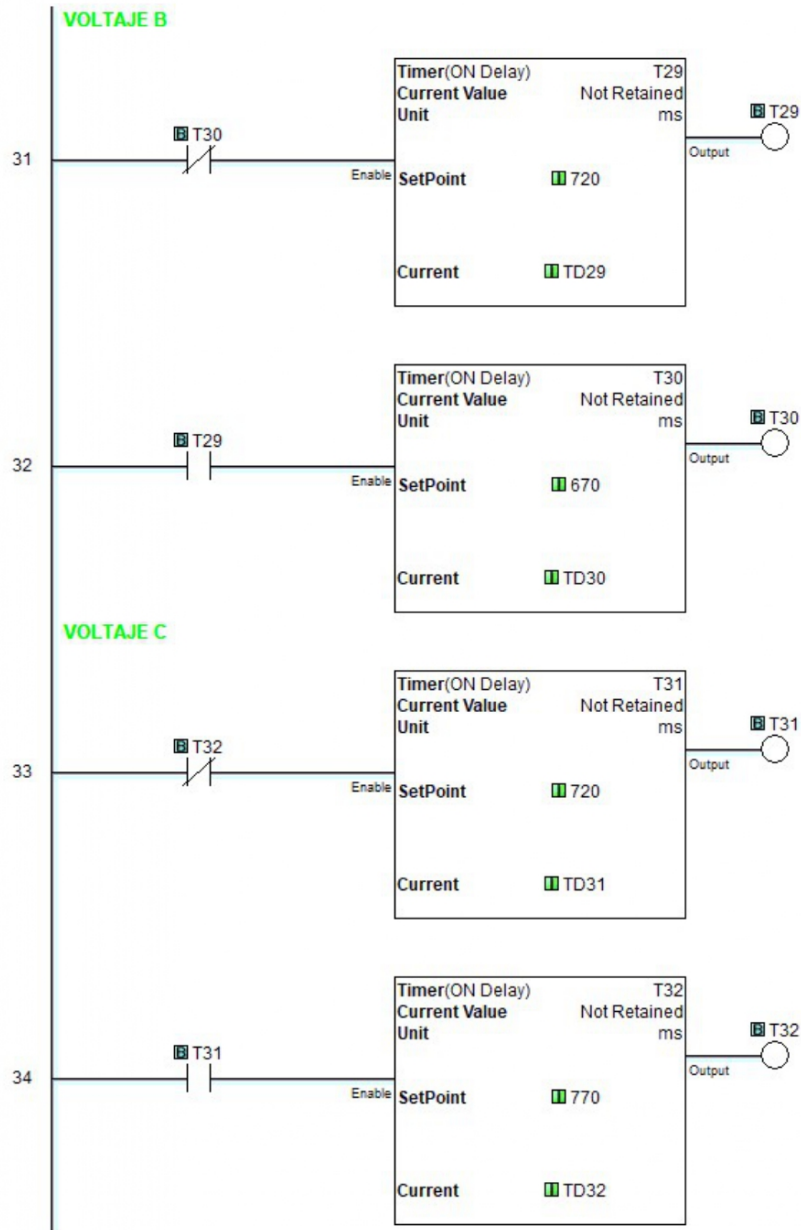 VOLTAJE B
Timer(ON Delay) T29
Current Value Not Retained
Unit ms
B T29
B T30
Output
31
Enable
SetPoint 720
Current TD29
Timer(ON Delay) T30
Current Value Not Retained
Unit ms
B T30
B T29
Output
32
Enable
SetPoint 670
Current TD30
VOLTAJE C
Timer(ON Delay) T31
Current Value Not Retained
Unit ms
B T31
B T32
Output
33
Enable
SetPoint 720
Current TD31
Timer(ON Delay) T32
Current Value Not Retained
Unit ms
B T32
B T31
Output
34
Enable
SetPoint 770
Current TD32